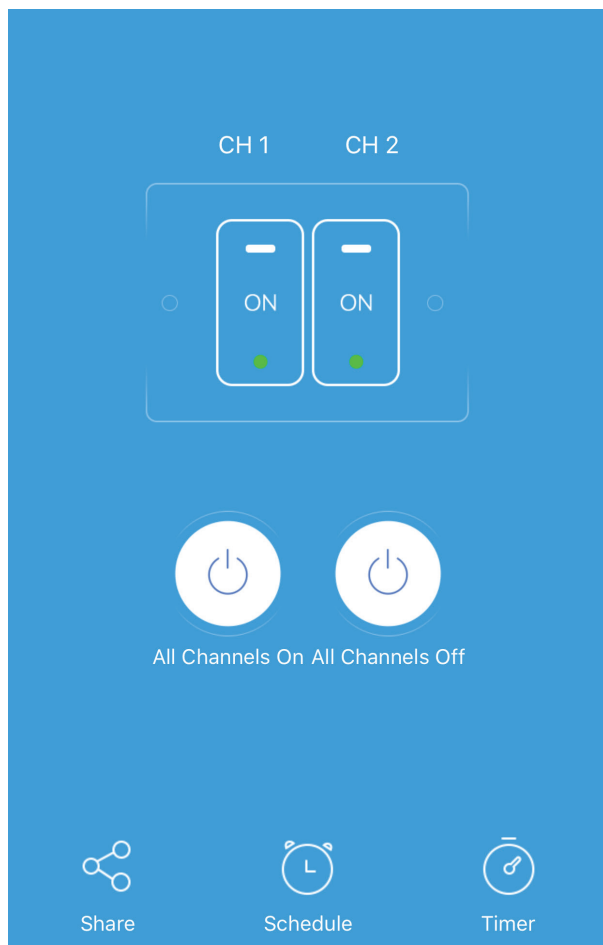 CH 1 CH 2
ON ON
All Channels On All Channels Off
Share Schedule Timer